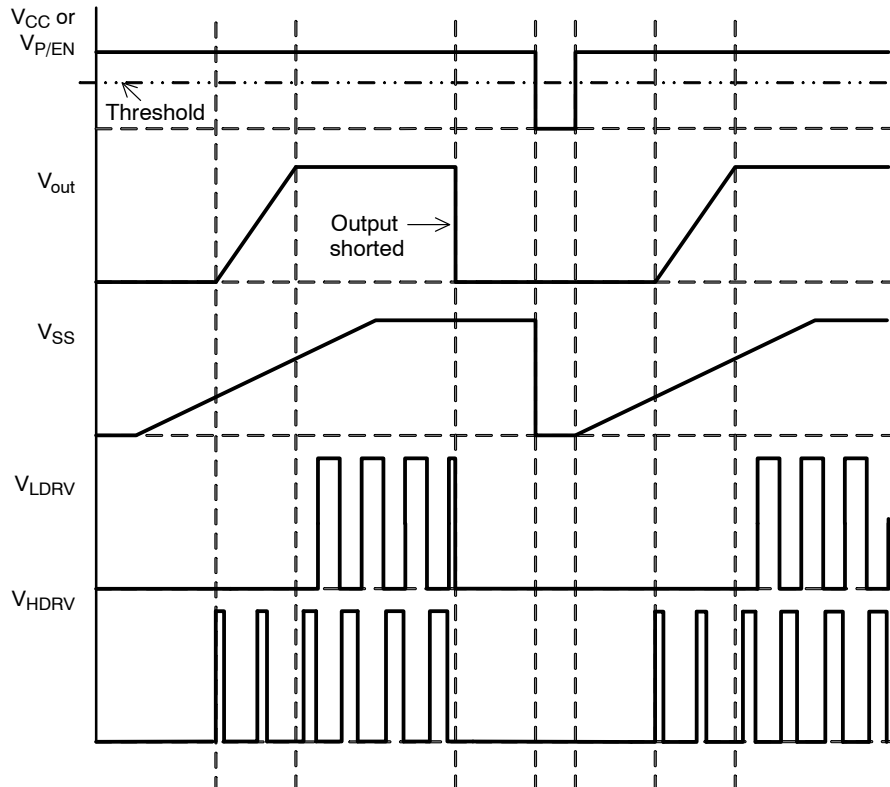 VCC or
VP/EN
Threshold
Vout
Output
shorted
VSS
VLDRV
VHDRV